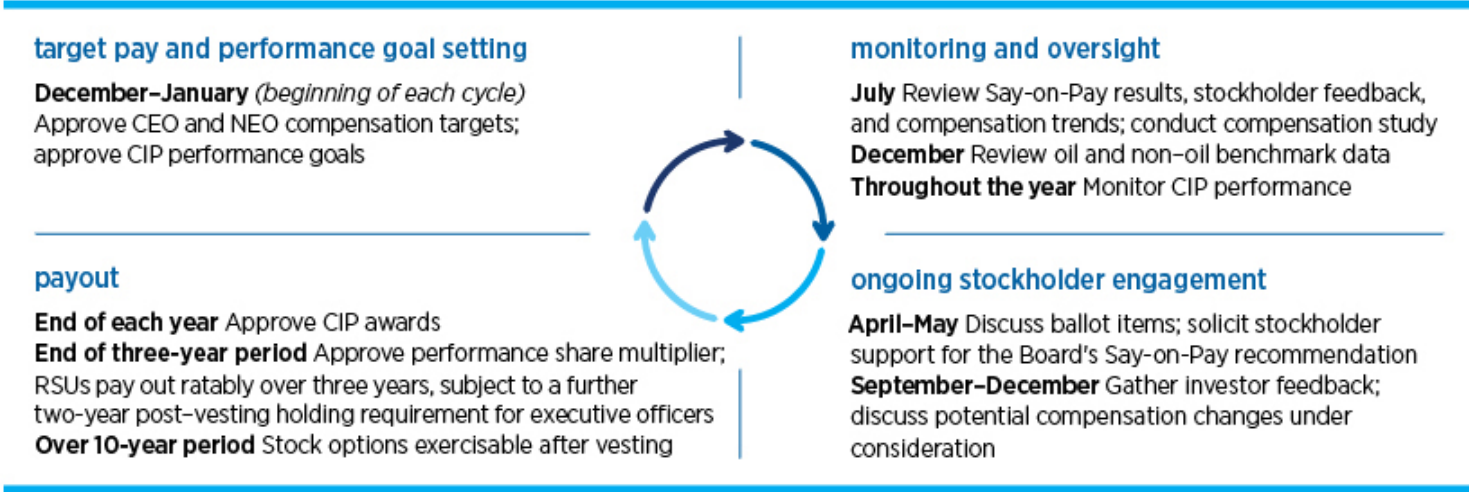 target pay and performance goal setting
December–January (beginning of each cycle)
Approve CEO and NEO compensation targets;
approve CIP performance goals
monitoring and oversight
July Review Say-on-Pay results, stockholder feedback,
and compensation trends; conduct compensation study
December Review oil and non–oil benchmark data
Throughout the year Monitor CIP performance
payout
End of each year Approve CIP awards
End of three-year period Approve performance share multiplier;
RSUs pay out ratably over three years, subject to a further
two-year post–vesting holding requirement for executive officers
Over 10-year period Stock options exercisable after vesting
ongoing stockholder engagement
April–May Discuss ballot items; solicit stockholder
support for the Board's Say-on-Pay recommendation
September–December Gather investor feedback;
discuss potential compensation changes under
consideration